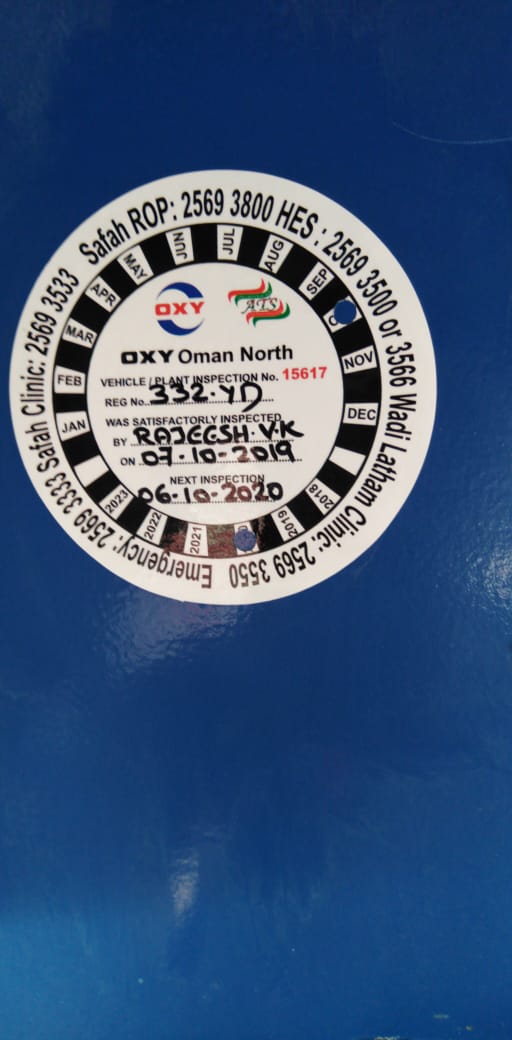 Safah Clinic: 2569 3533 Safah ROP: 2569 3800 HES : 2569 3500 or 3566 Wadi Latham Clinic: 2569 3550 Emergency: 2569 3333
JAN FEB MAR APR MAY JUN JUL AUG SEP O NOV DEC
OXY ATS
OXY Oman North
VEHICLE / PLANT INSPECTION No. 15617
REG No. 332.YD
WAS SATISFACTORILY INSPECTED
BY RAJEESH.V.K
ON 07.10.2019
NEXT INSPECTION
06.10.2020
2018 2019 2021 2022 2023